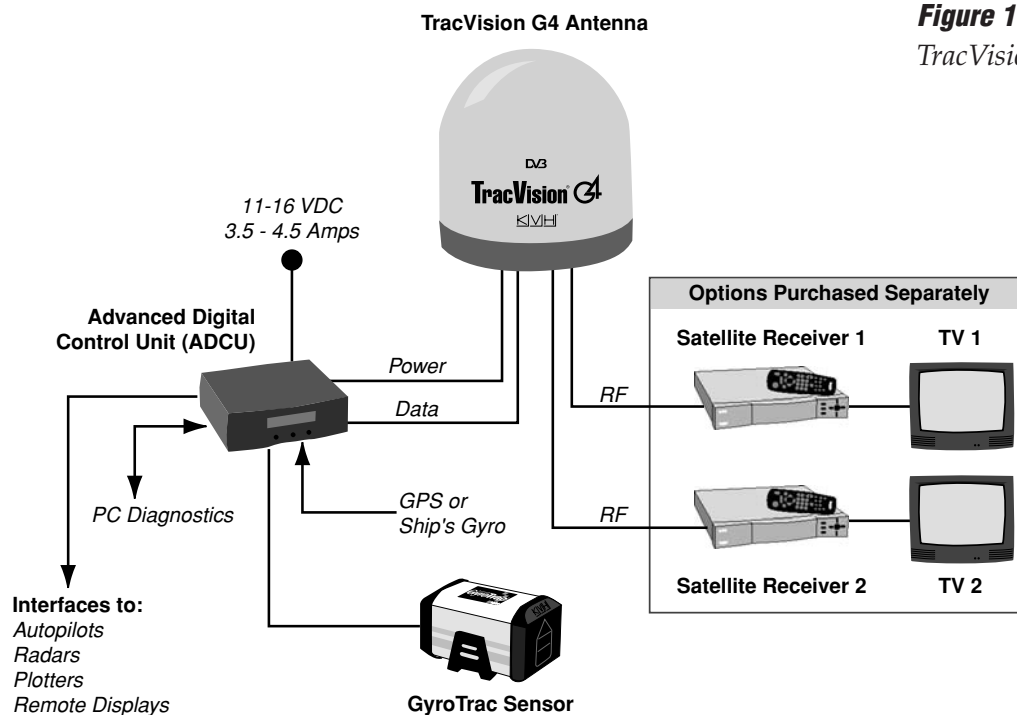 Figure 1
TracVisio
TracVision G4 Antenna
DVB
TracVision G4
KVH
11-16 VDC
3.5 - 4.5 Amps
Advanced Digital
Control Unit (ADCU)
Power
Data
RF
RF
Options Purchased Separately
Satellite Receiver 1
TV 1
Satellite Receiver 2
TV 2
PC Diagnostics
GPS or
Ship's Gyro
Interfaces to:
Autopilots
Radars
Plotters
Remote Displays
GyroTrac
KVH
GyroTrac Sensor